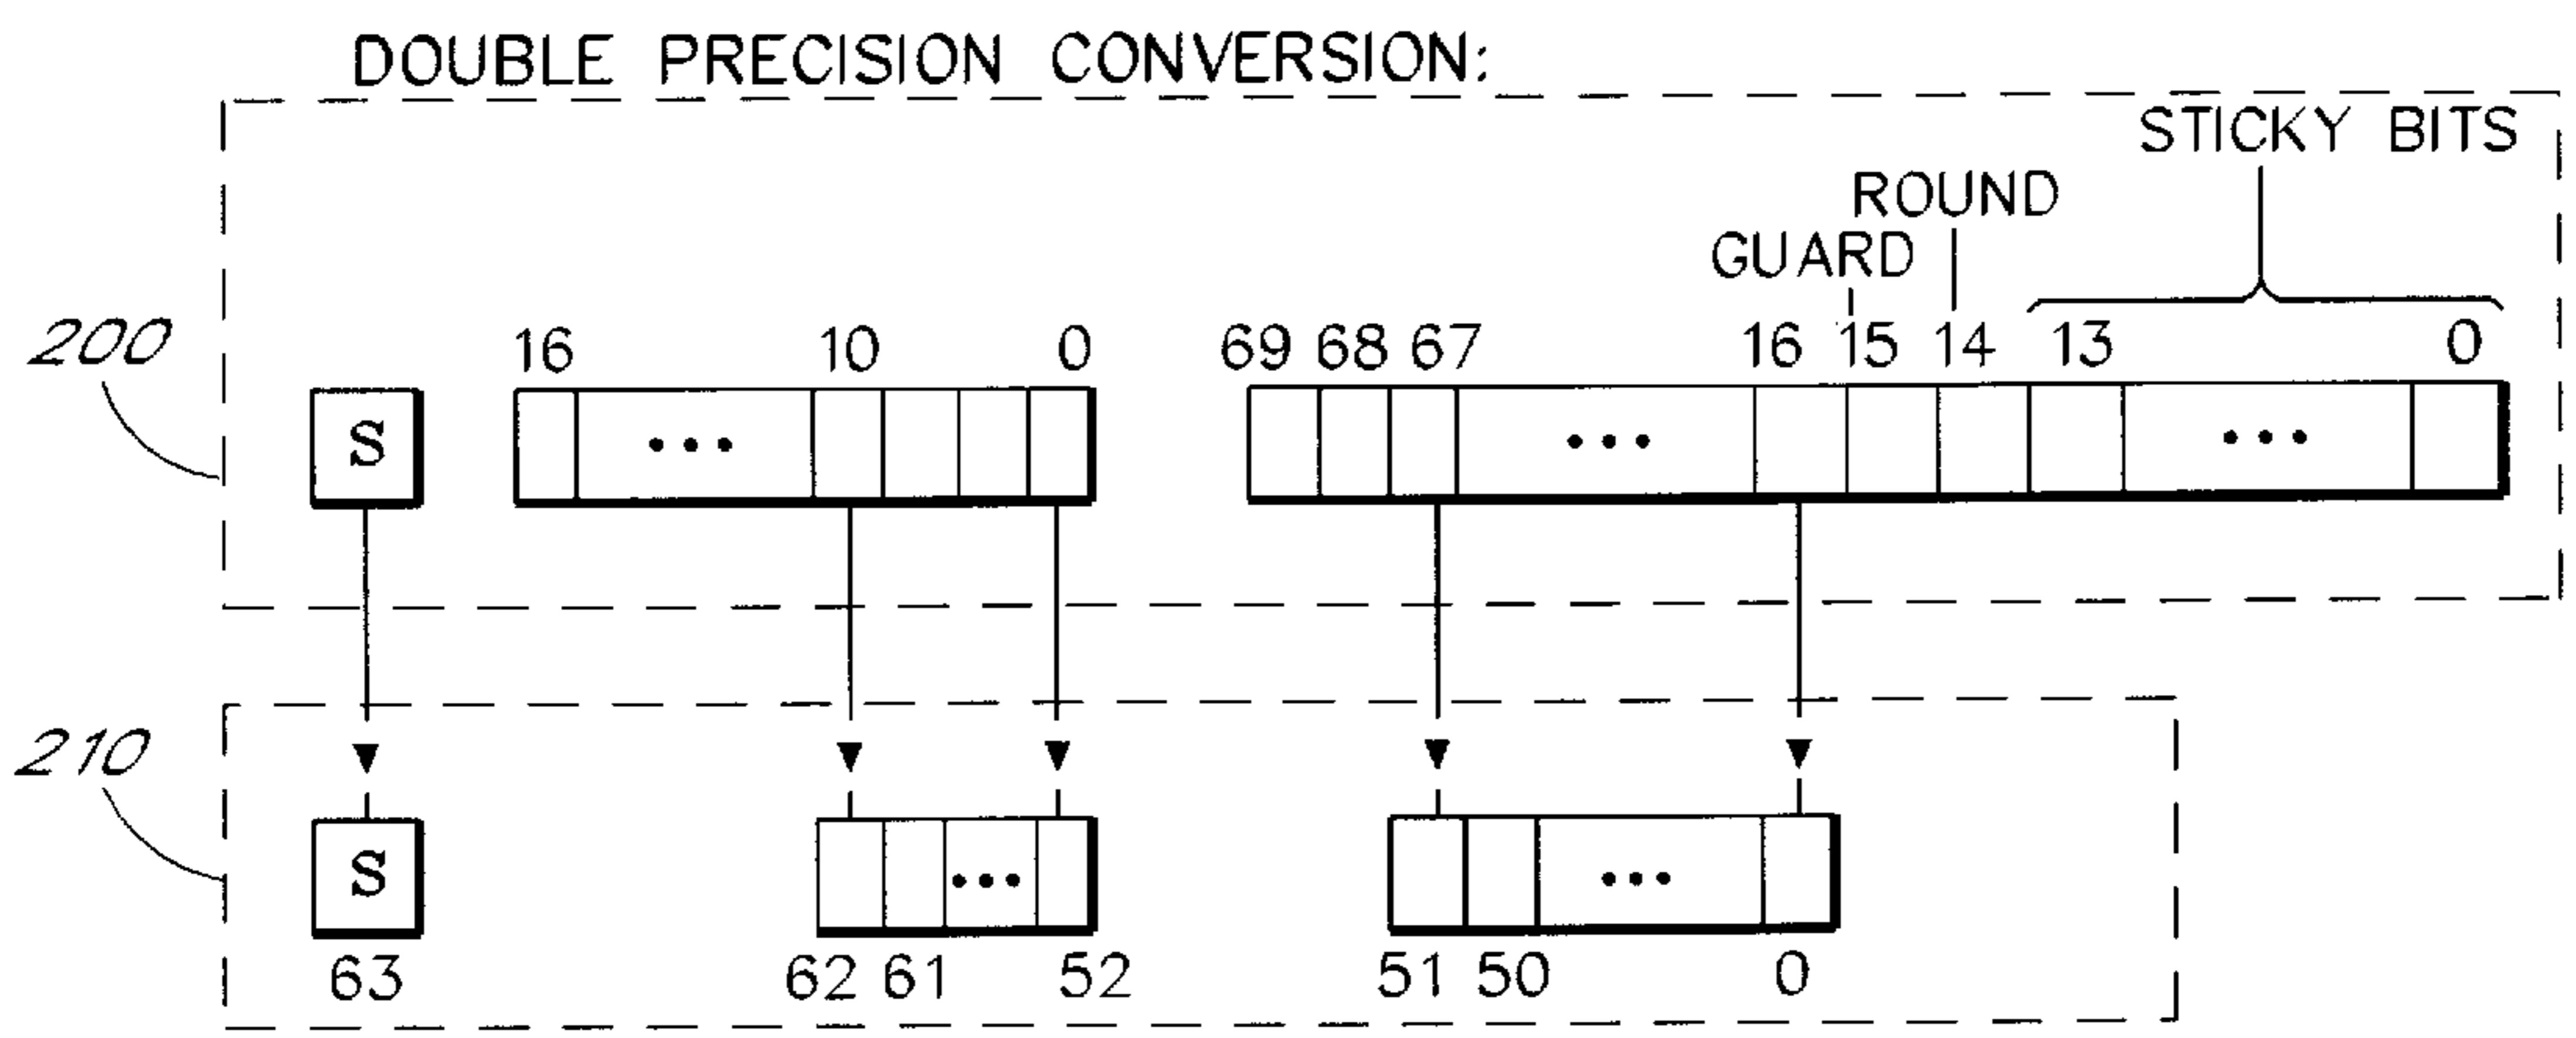 DOUBLE PRECISION CONVERSION:
STICKY BITS
ROUND
GUARD
200
16 10 0 69 68 67 16 15 14 13 0
S ... ... ...
210
S ... ...
63 62 61 52 51 50 0